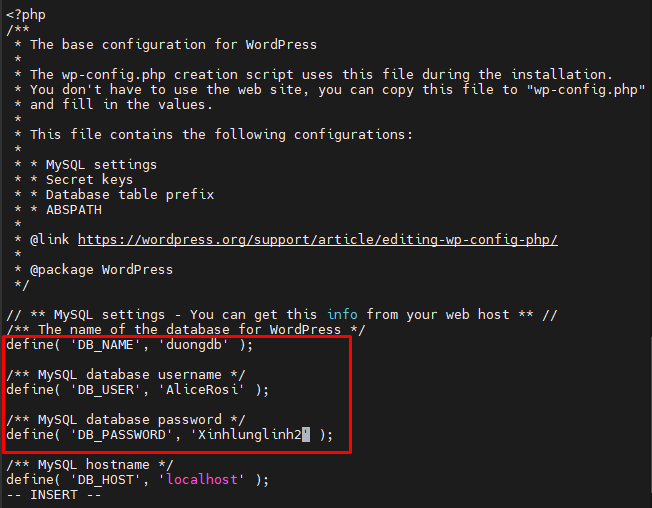 <?php
/**
 * The base configuration for WordPress
 *
 * The wp-config.php creation script uses this file during the installation.
 * You don't have to use the web site, you can copy this file to "wp-config.php"
 * and fill in the values.
 *
 * This file contains the following configurations:
 *
 * * MySQL settings
 * * Secret keys
 * * Database table prefix
 * * ABSPATH
 *
 * @link https://wordpress.org/support/article/editing-wp-config-php/
 *
 * @package WordPress
 */

// ** MySQL settings - You can get this info from your web host ** //
/** The name of the database for WordPress */
define( 'DB_NAME', 'duongdb' );

/** MySQL database username */
define( 'DB_USER', 'AliceRosi' );

/** MySQL database password */
define( 'DB_PASSWORD', 'Xinhlunglinh2' );

/** MySQL hostname */
define( 'DB_HOST', 'localhost' );
-- INSERT --